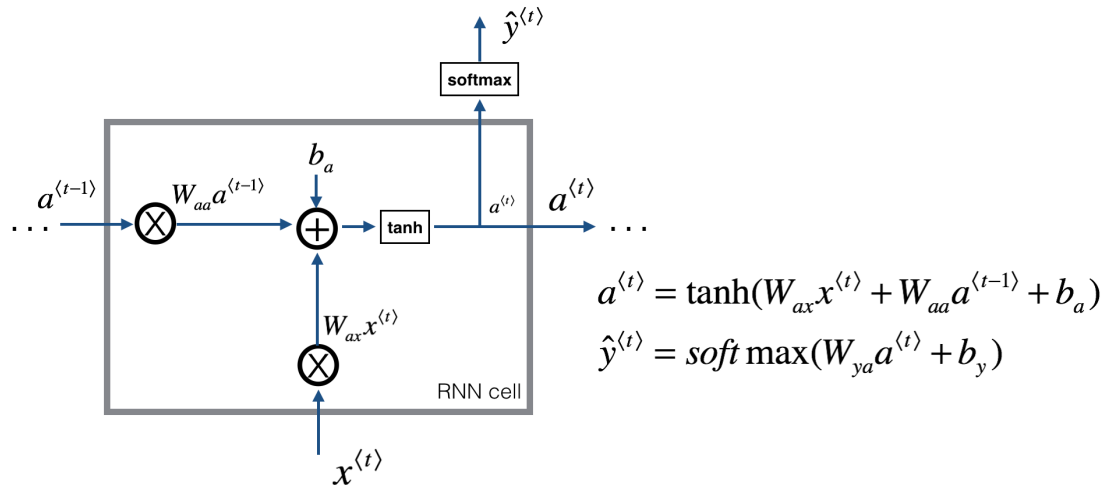 ŷ⟨t⟩
softmax
b_a
a⟨t−1⟩
W_aa a⟨t−1⟩
a⟨t⟩
a⟨t⟩
...
tanh
...
a⟨t⟩ = tanh(W_ax x⟨t⟩ + W_aa a⟨t−1⟩ + b_a)
W_ax x⟨t⟩
ŷ⟨t⟩ = soft max(W_ya a⟨t⟩ + b_y)
RNN cell
x⟨t⟩